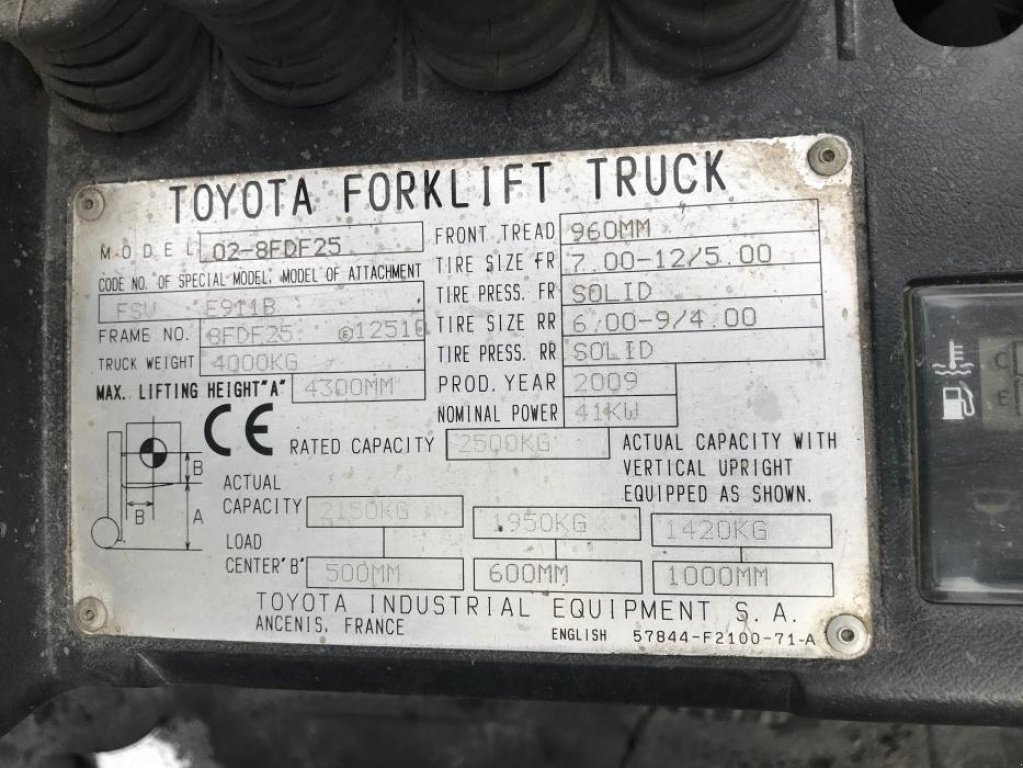 TOYOTA FORKLIFT TRUCK
MODEL 02-8FDF25
CODE NO. OF SPECIAL MODEL, MODEL OF ATTACHMENT
FSV E911B
FRAME NO. 8FDF25 E 12510
TRUCK WEIGHT 4000KG
MAX. LIFTING HEIGHT"A" 4300MM
FRONT TREAD 960MM
TIRE SIZE FR 7.00-12/5.00
TIRE PRESS. FR SOLID
TIRE SIZE RR 6.00-9/4.00
TIRE PRESS. RR SOLID
PROD. YEAR 2009
NOMINAL POWER 41KW
CE
RATED CAPACITY 2500KG
ACTUAL CAPACITY WITH
VERTICAL UPRIGHT
EQUIPPED AS SHOWN.
B
B
A
ACTUAL
CAPACITY 2150KG 1950KG 1420KG
LOAD
CENTER"B" 500MM 600MM 1000MM
TOYOTA INDUSTRIAL EQUIPMENT S.A.
ANCENIS, FRANCE
ENGLISH 57844-F2100-71-A
C
E